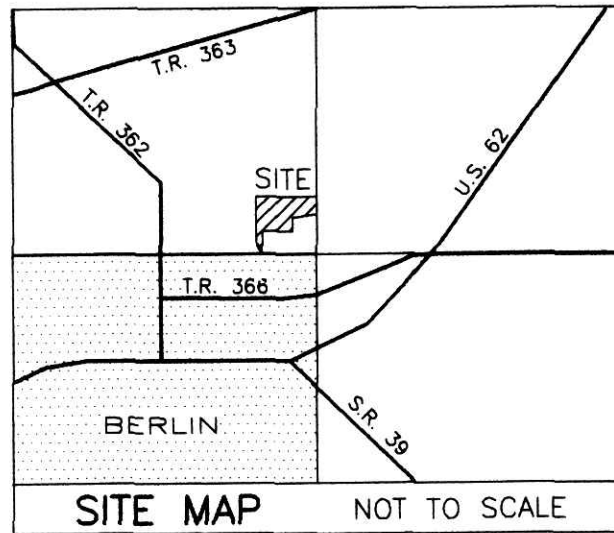 T.R. 363
T.R. 362
U.S. 62
SITE
T.R. 366
BERLIN
S.R. 39
SITE MAP
NOT TO SCALE